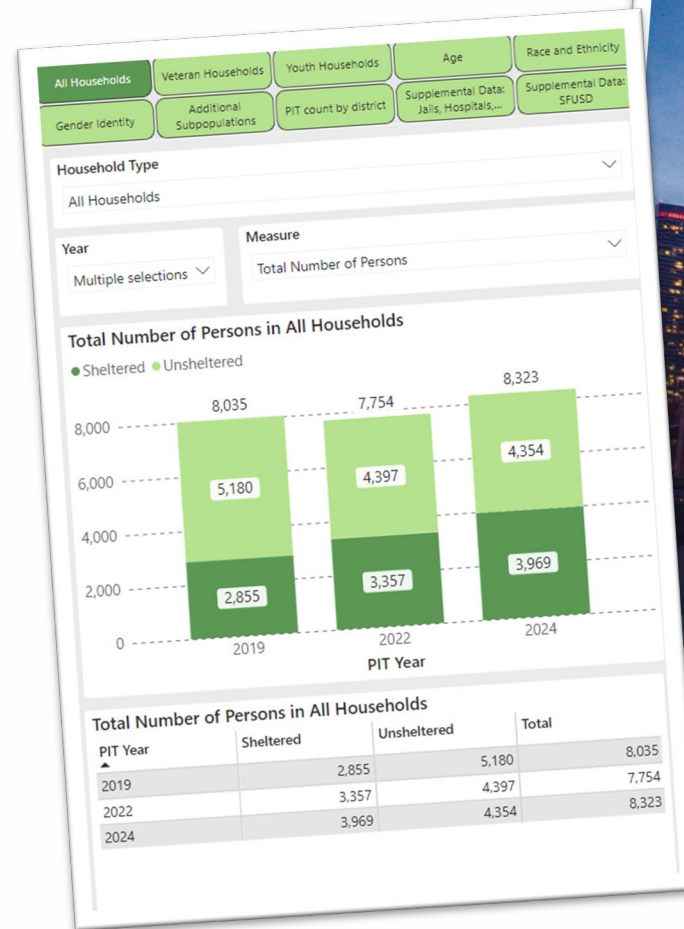 All Households
Veteran Households
Youth Households
Age
Race and Ethnicity
Gender Identity
Additional
Subpopulations
PIT count by district
Supplemental Data:
Jails, Hospitals,...
Supplemental Data:
SFUSD
Household Type
All Households
Year
Measure
Multiple selections
Total Number of Persons
Total Number of Persons in All Households
Sheltered Unsheltered
8,035
7,754
8,323
8,000
6,000
4,000
2,000
0
5,180
4,397
4,354
2,855
3,357
3,969
2019
2022
2024
PIT Year
Total Number of Persons in All Households
PIT Year Sheltered Unsheltered Total
2019 2,855 5,180 8,035
2022 3,357 4,397 7,754
2024 3,969 4,354 8,323